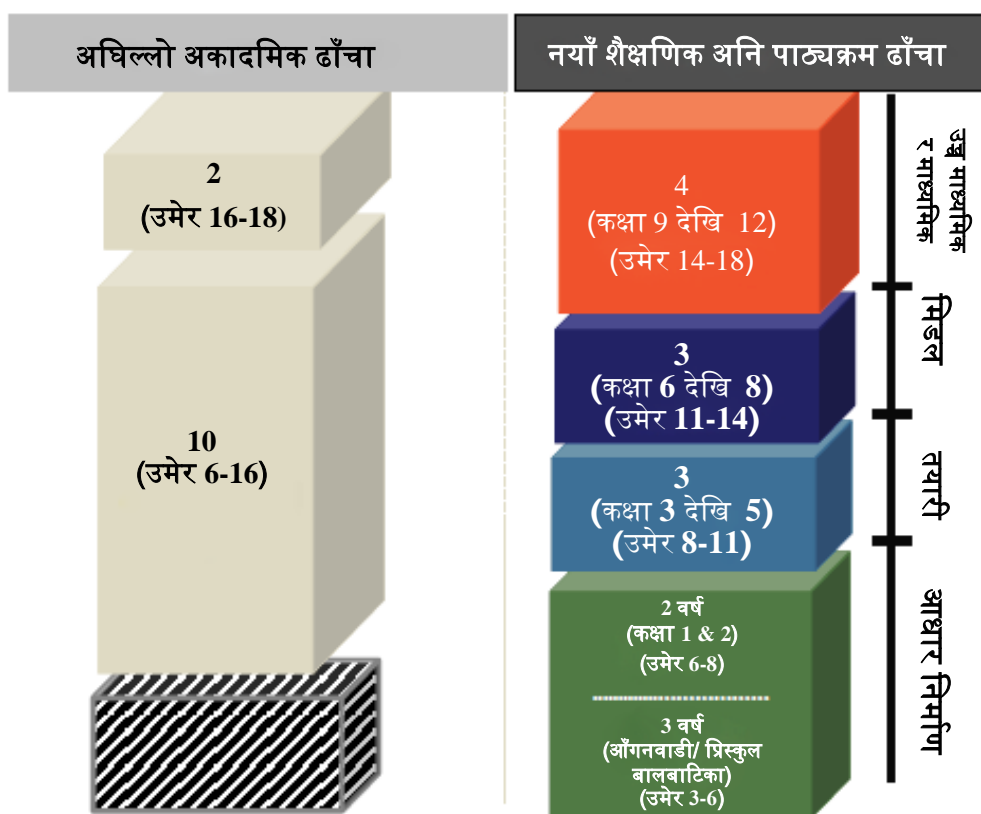 अघिल्लो अकादमिक ढाँचा
2
(उमेर 16-18)
10
(उमेर 6-16)
नयाँ शैक्षणिक अनि पाठ्यक्रम ढाँचा
4
(कक्षा 9 देखि 12)
(उमेर 14-18)
3
(कक्षा 6 देखि 8)
(उमेर 11-14)
3
(कक्षा 3 देखि 5)
(उमेर 8-11)
2 वर्ष
(कक्षा 1 & 2)
(उमेर 6-8)
3 वर्ष
(आँगनवाडी/ प्रिस्कुल
बालबाटिका)
(उमेर 3-6)
उच्च माध्यमिक
र माध्यमिक
मिडल
तयारी
आधार निर्माण